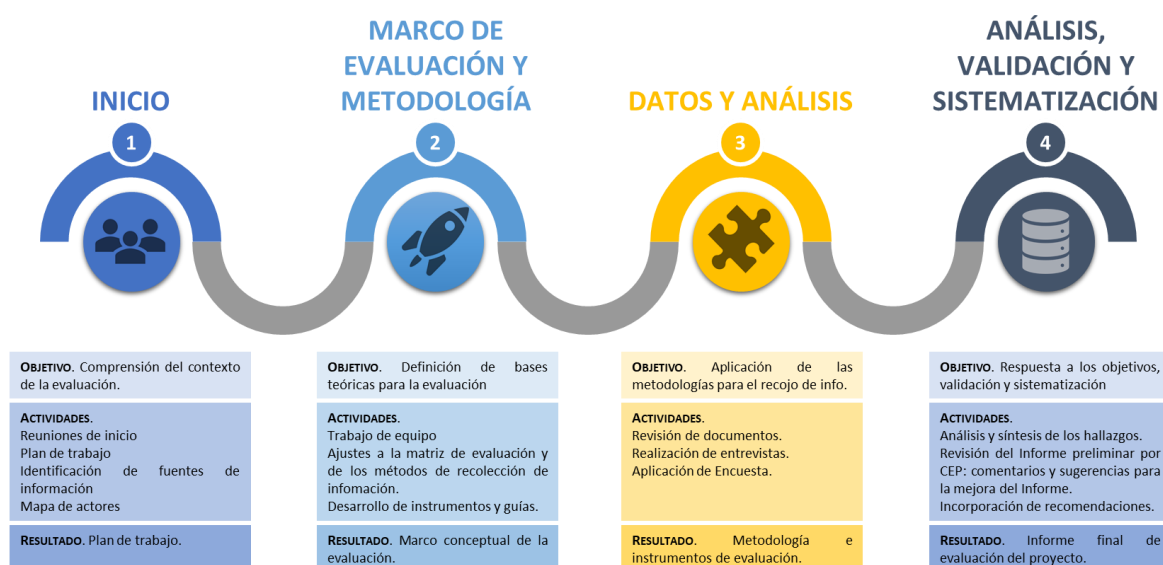 INICIO
1
OBJETIVO. Comprensión del contexto
de la evaluación.
ACTIVIDADES.
Reuniones de inicio
Plan de trabajo
Identificación de fuentes de
información
Mapa de actores
RESULTADO. Plan de trabajo.
MARCO DE
EVALUACIÓN Y
METODOLOGÍA
2
OBJETIVO. Definición de bases
teóricas para la evaluación
ACTIVIDADES.
Trabajo de equipo
Ajustes a la matriz de evaluación y
de los métodos de recolección de
infomación.
Desarrollo de instrumentos y guías.
RESULTADO. Marco conceptual de la
evaluación.
DATOS Y ANÁLISIS
3
OBJETIVO. Aplicación de las
metodologías para el recojo de info.
ACTIVIDADES.
Revisión de documentos.
Realización de entrevistas.
Aplicación de Encuesta.
RESULTADO. Metodología e
instrumentos de evaluación.
ANÁLISIS,
VALIDACIÓN Y
SISTEMATIZACIÓN
4
OBJETIVO. Respuesta a los objetivos,
validación y sistematización
ACTIVIDADES.
Análisis y síntesis de los hallazgos.
Revisión del Informe preliminar por
CEP: comentarios y sugerencias para
la mejora del Informe.
Incorporación de recomendaciones.
RESULTADO. Informe final de
evaluación del proyecto.